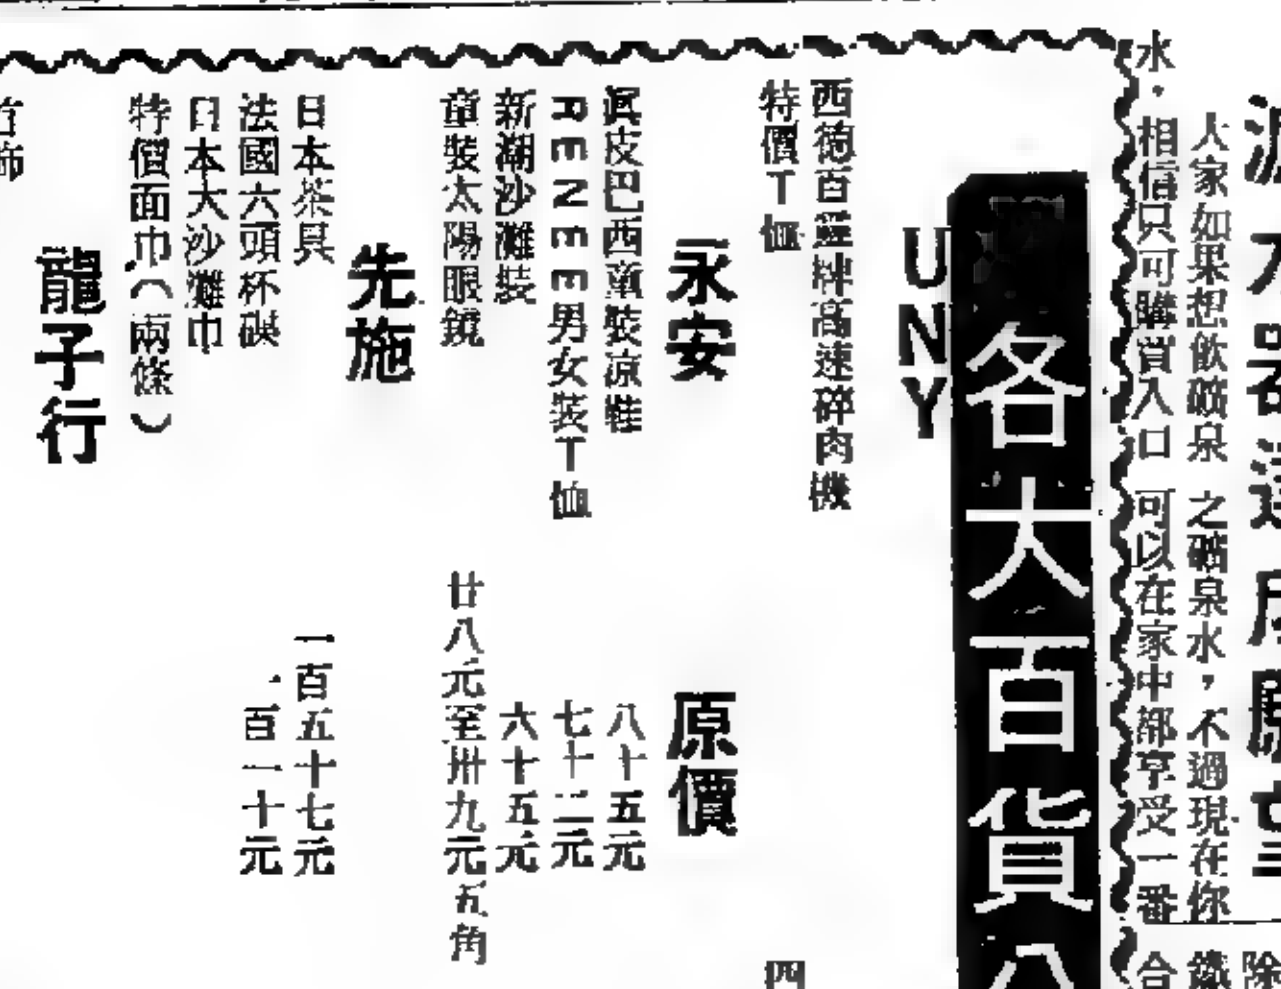 人家如果想飲礦泉水，相信只可購買入口
之礦泉水，不過現在你可以在家中都享受一番
各大百貨
UNY
西德百靈牌高速碎肉機
特價T恤
四
永安
原價
眞皮巴西童裝凉鞋
八十五元
RENEE男女裝T恤
七十二元
新潮沙灘裝
六十五元
童裝太陽眼鏡
廿八元至卅九元五角
先施
日本茶具
一百五十七元
法國六頭杯碟
一百一十元
日本大沙灘巾
特價面巾（兩條）
龍子行
首飾